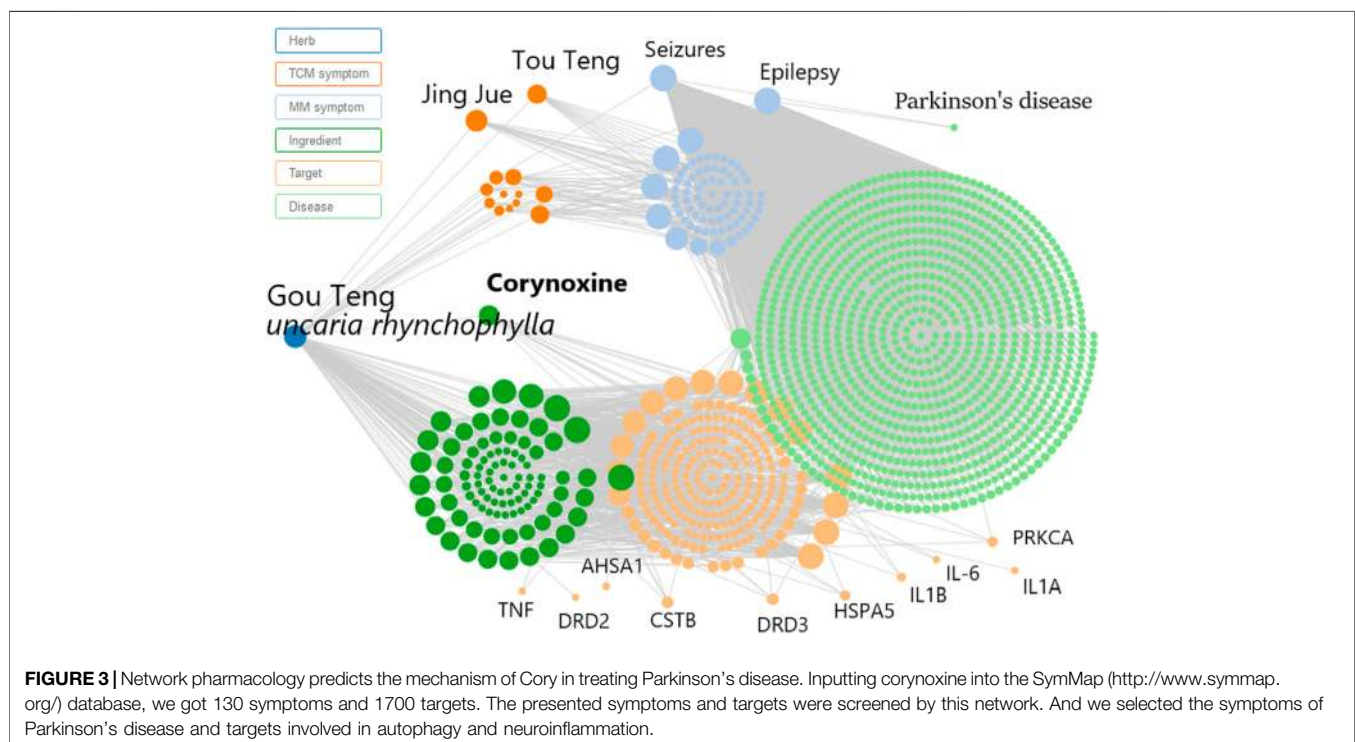 Herb
TCM symptom
MM symptom
Ingredient
Target
Disease
Seizures
Tou Teng
Epilepsy
Jing Jue
Parkinson's disease
Corynoxine
Gou Teng
uncaria rhynchophylla
PRKCA
AHSA1
IL-6
IL1A
TNF
IL1B
DRD2
CSTB
DRD3
HSPA5
FIGURE 3 | Network pharmacology predicts the mechanism of Cory in treating Parkinson's disease. Inputting corynoxine into the SymMap (http://www.symmap.
org/) database, we got 130 symptoms and 1700 targets. The presented symptoms and targets were screened by this network. And we selected the symptoms of
Parkinson's disease and targets involved in autophagy and neuroinflammation.